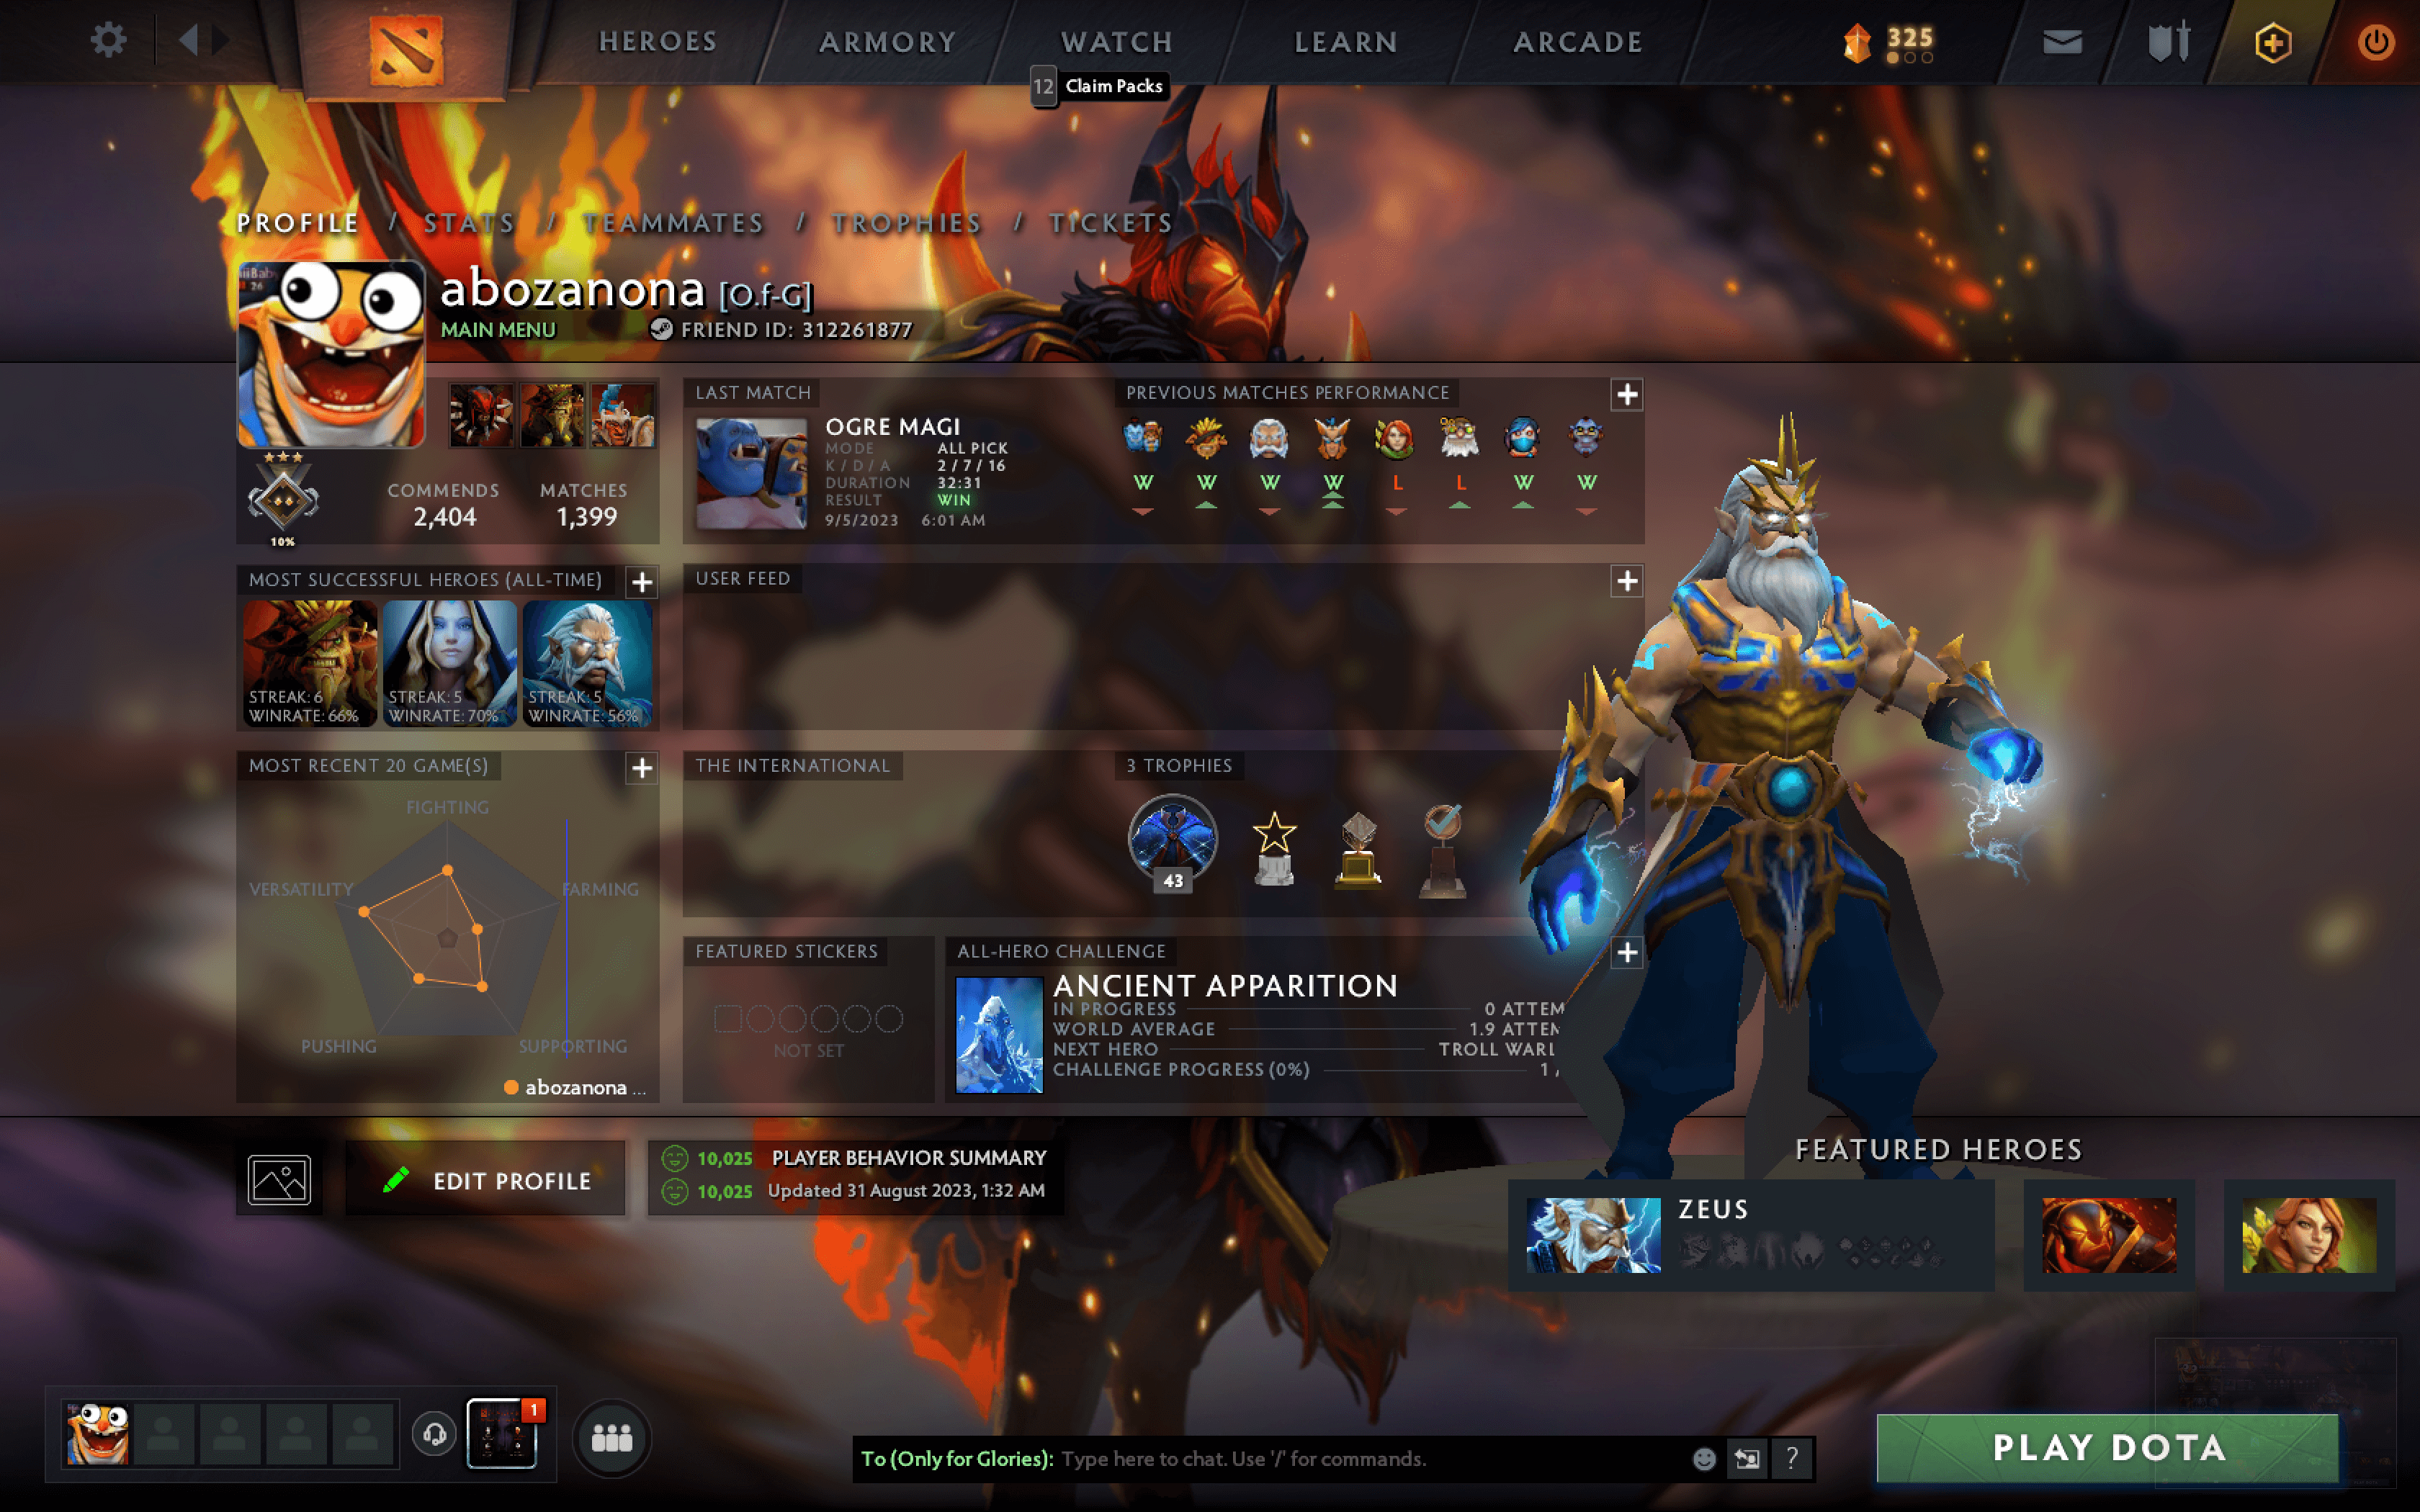 HEROES
ARMORY
WATCH
LEARN
ARCADE
325
12 Claim Packs
PROFILE / STATS / TEAMMATES / TROPHIES / TICKETS
abozanona [O.f-G]
MAIN MENU
FRIEND ID: 312261877
COMMENDS
2,404
MATCHES
1,399
10%
LAST MATCH
OGRE MAGI
MODE ALL PICK
K / D / A 2 / 7 / 16
DURATION 32:31
RESULT WIN
9/5/2023 6:01 AM
PREVIOUS MATCHES PERFORMANCE
W W W W L L W W
MOST SUCCESSFUL HEROES (ALL-TIME)
STREAK: 6
WINRATE: 66%
STREAK: 5
WINRATE: 70%
STREAK: 5
WINRATE: 56%
USER FEED
MOST RECENT 20 GAME(S)
FIGHTING
VERSATILITY
FARMING
PUSHING
SUPPORTING
abozanona ...
THE INTERNATIONAL
3 TROPHIES
43
FEATURED STICKERS
NOT SET
ALL-HERO CHALLENGE
ANCIENT APPARITION
IN PROGRESS 0 ATTEM
WORLD AVERAGE 1.9 ATTEM
NEXT HERO TROLL WARL
CHALLENGE PROGRESS (0%) 1 /
EDIT PROFILE
10,025 PLAYER BEHAVIOR SUMMARY
10,025 Updated 31 August 2023, 1:32 AM
FEATURED HEROES
ZEUS
1
To (Only for Glories): Type here to chat. Use '/' for commands.
?
PLAY DOTA